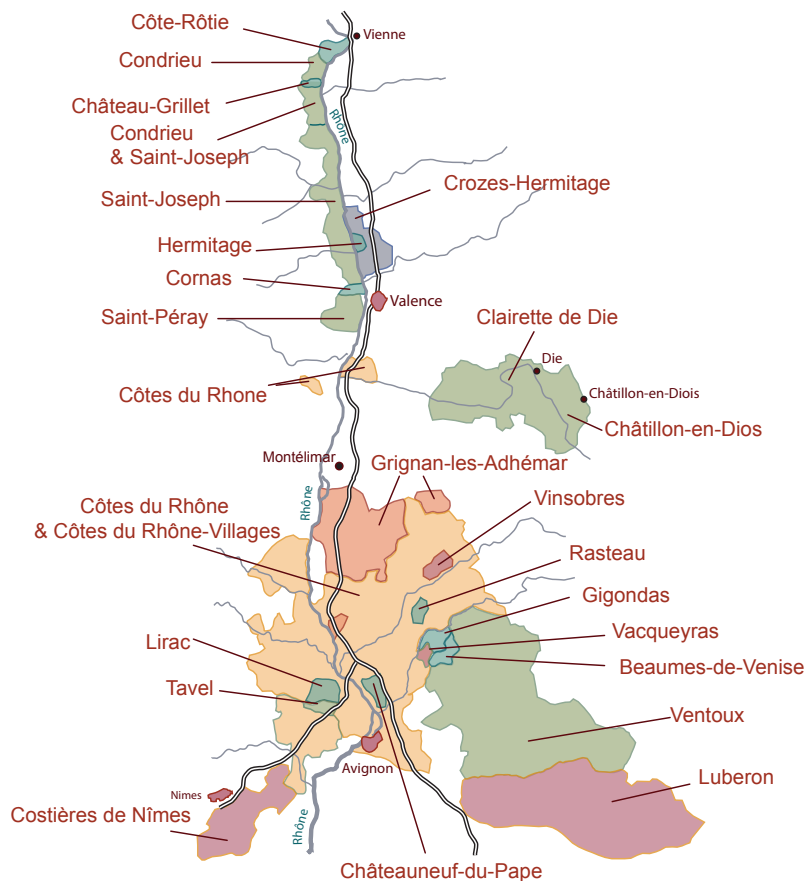 Côte-Rôtie
Vienne
Condrieu
Château-Grillet
Rhône
Condrieu
& Saint-Joseph
Crozes-Hermitage
Saint-Joseph
Hermitage
Cornas
Valence
Saint-Péray
Clairette de Die
Die
Côtes du Rhone
Châtillon-en-Diois
Châtillon-en-Dios
Montélimar
Grignan-les-Adhémar
Rhône
Côtes du Rhône
& Côtes du Rhône-Villages
Vinsobres
Rasteau
Gigondas
Vacqueyras
Lirac
Beaumes-de-Venise
Tavel
Ventoux
Avignon
Luberon
Nimes
Costières de Nîmes
Rhône
Châteauneuf-du-Pape